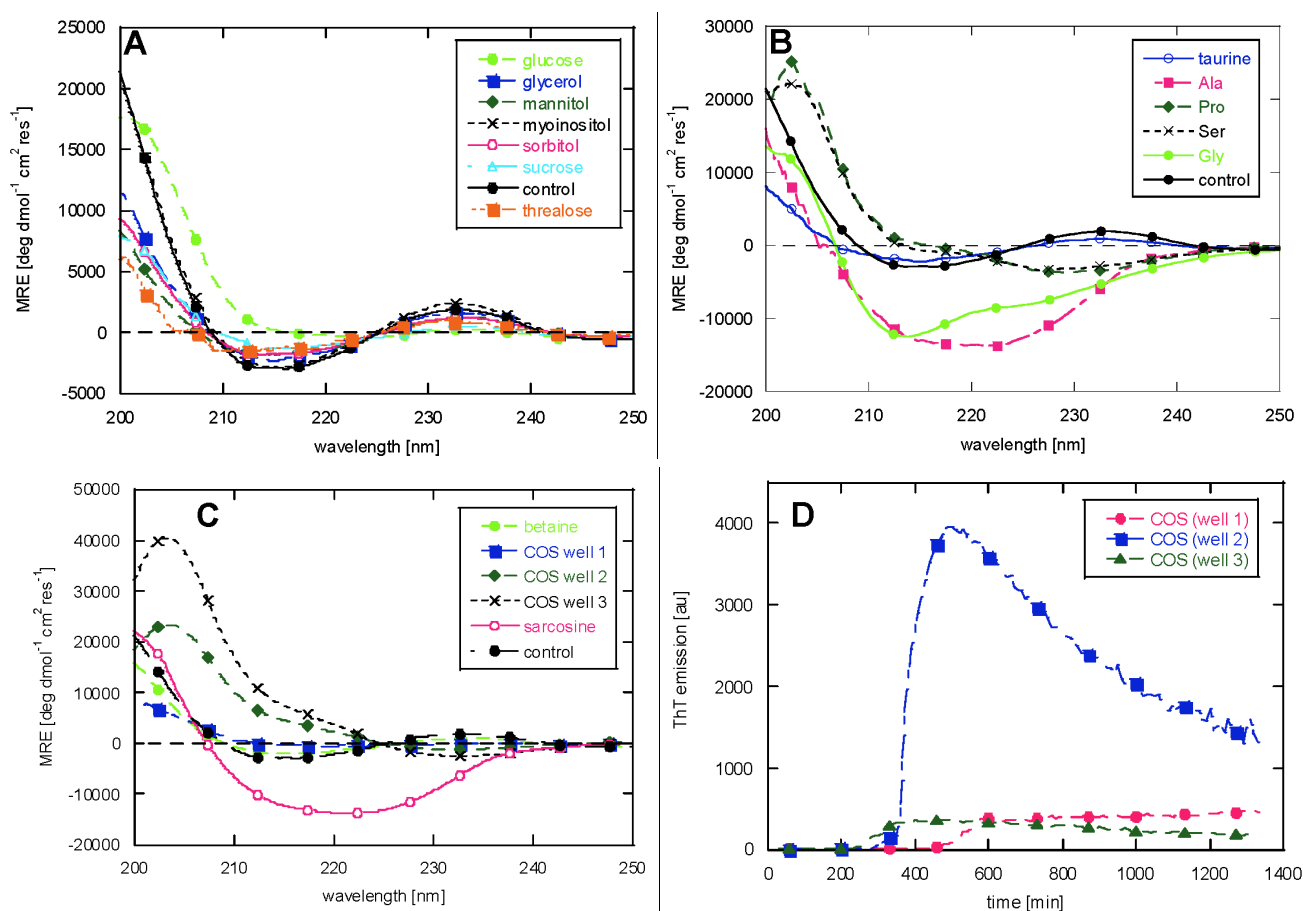 A
25000
20000
15000
10000
5000
0
-5000
MRE [deg dmol-1 cm2 res-1]
glucose
glycerol
mannitol
myoinositol
sorbitol
sucrose
control
threalose
200 210 220 230 240 250
wavelength [nm]
B
30000
20000
10000
0
-10000
-20000
MRE [deg dmol-1 cm2 res-1]
taurine
Ala
Pro
Ser
Gly
control
200 210 220 230 240 250
wavelength [nm]
C
50000
40000
30000
20000
10000
0
-10000
-20000
MRE [deg dmol-1 cm2 res-1]
betaine
COS well 1
COS well 2
COS well 3
sarcosine
control
200 210 220 230 240 250
wavelength [nm]
D
4000
3000
2000
1000
0
ThT emission [au]
COS (well 1)
COS (well 2)
COS (well 3)
0 200 400 600 800 1000 1200 1400
time [min]